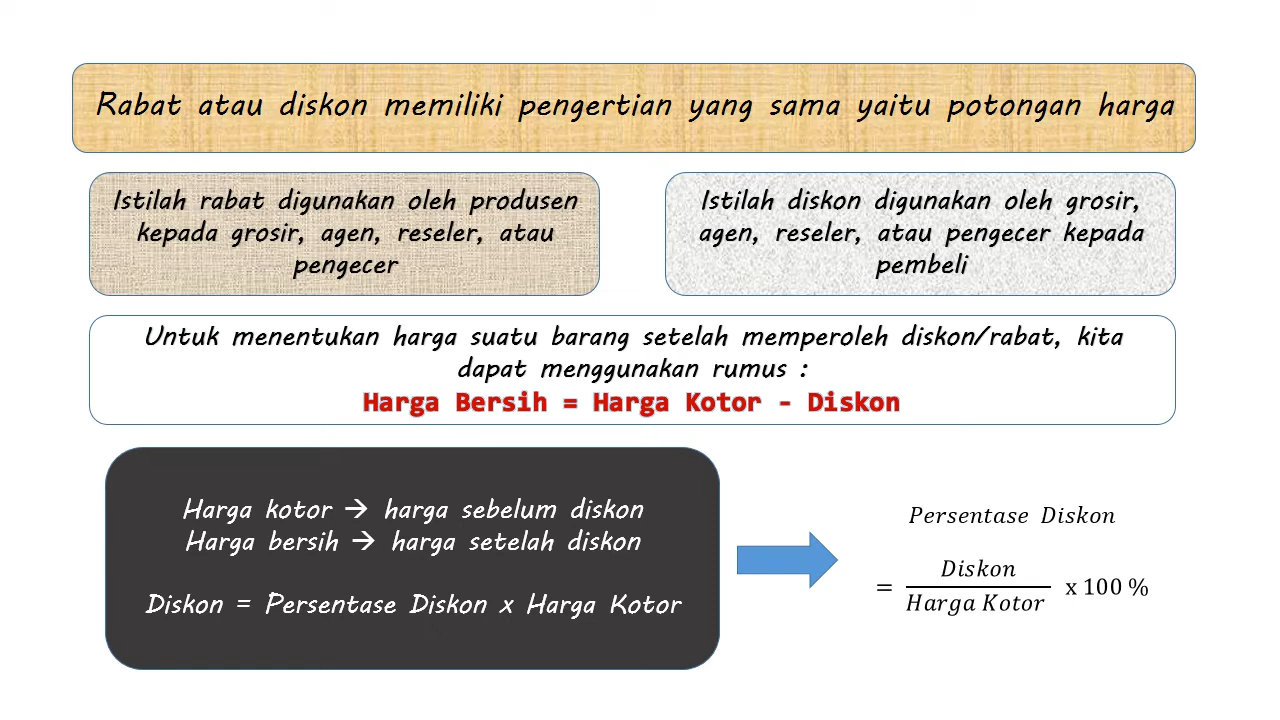 Rabat atau diskon memiliki pengertian yang sama yaitu potongan harga
Istilah rabat digunakan oleh produsen
kepada grosir, agen, reseler, atau
pengecer
Istilah diskon digunakan oleh grosir,
agen, reseler, atau pengecer kepada
pembeli
Untuk menentukan harga suatu barang setelah memperoleh diskon/rabat, kita
dapat menggunakan rumus :
Harga Bersih = Harga Kotor - Diskon
Harga kotor → harga sebelum diskon
Harga bersih → harga setelah diskon
Diskon = Persentase Diskon x Harga Kotor
Persentase Diskon
Diskon
= ─── x 100 %
Harga Kotor